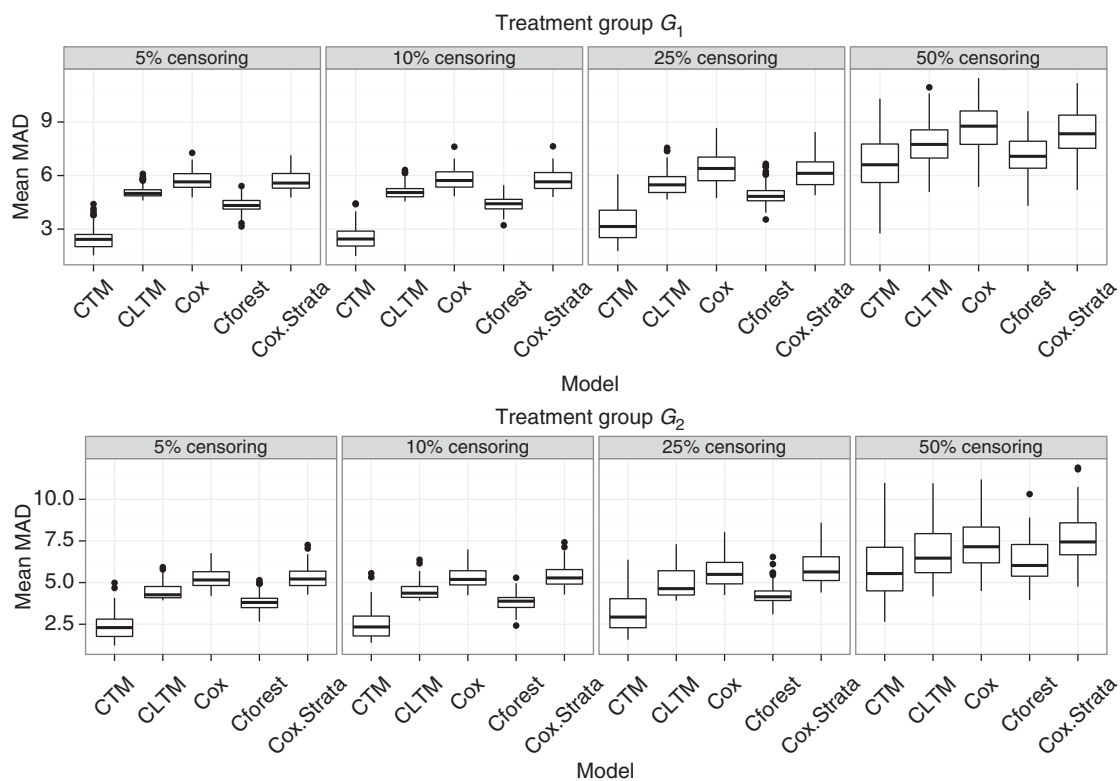 Treatment group G1
5% censoring 10% censoring 25% censoring 50% censoring
Mean MAD
9
6
3
CTM CLTM Cox Cforest Cox.Strata CTM CLTM Cox Cforest Cox.Strata CTM CLTM Cox Cforest Cox.Strata CTM CLTM Cox Cforest Cox.Strata
Model
Treatment group G2
5% censoring 10% censoring 25% censoring 50% censoring
Mean MAD
10.0
7.5
5.0
2.5
CTM CLTM Cox Cforest Cox.Strata CTM CLTM Cox Cforest Cox.Strata CTM CLTM Cox Cforest Cox.Strata CTM CLTM Cox Cforest Cox.Strata
Model